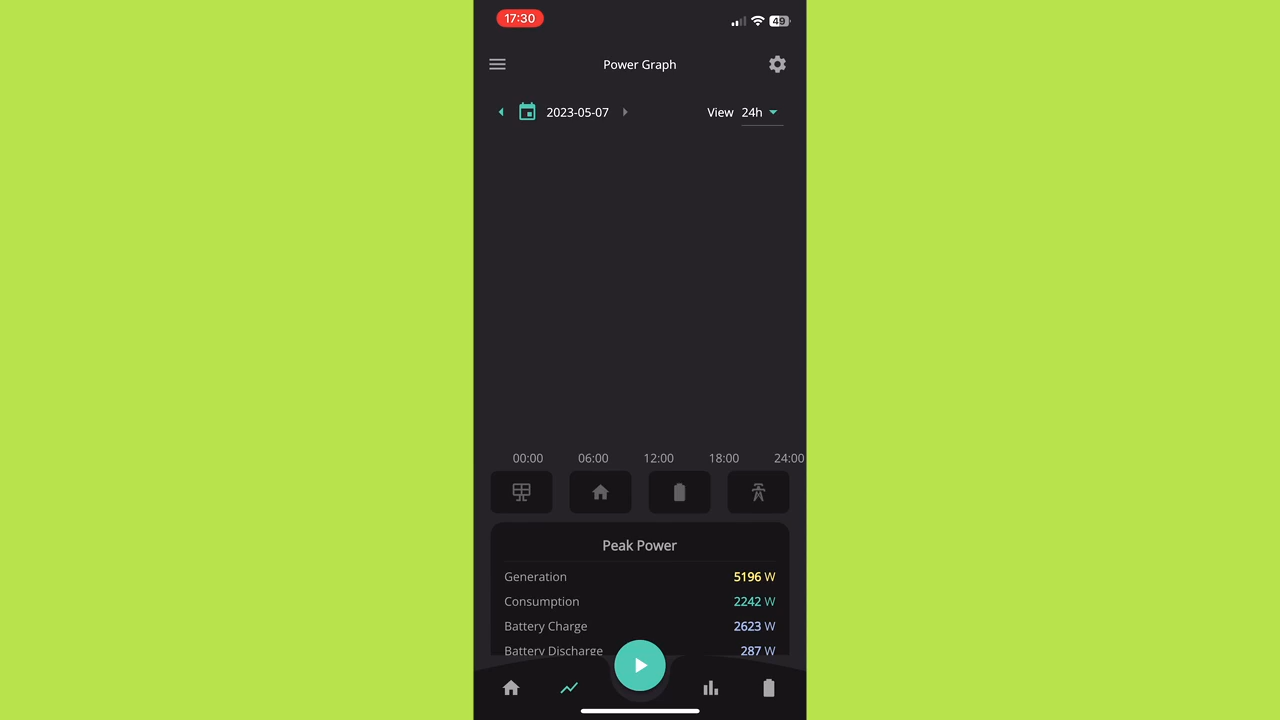 17:30
49
Power Graph
2023-05-07
View 24h
00:00 06:00 12:00 18:00 24:00
Peak Power
Generation 5196 W
Consumption 2242 W
Battery Charge 2623 W
Battery Discharge 287 W